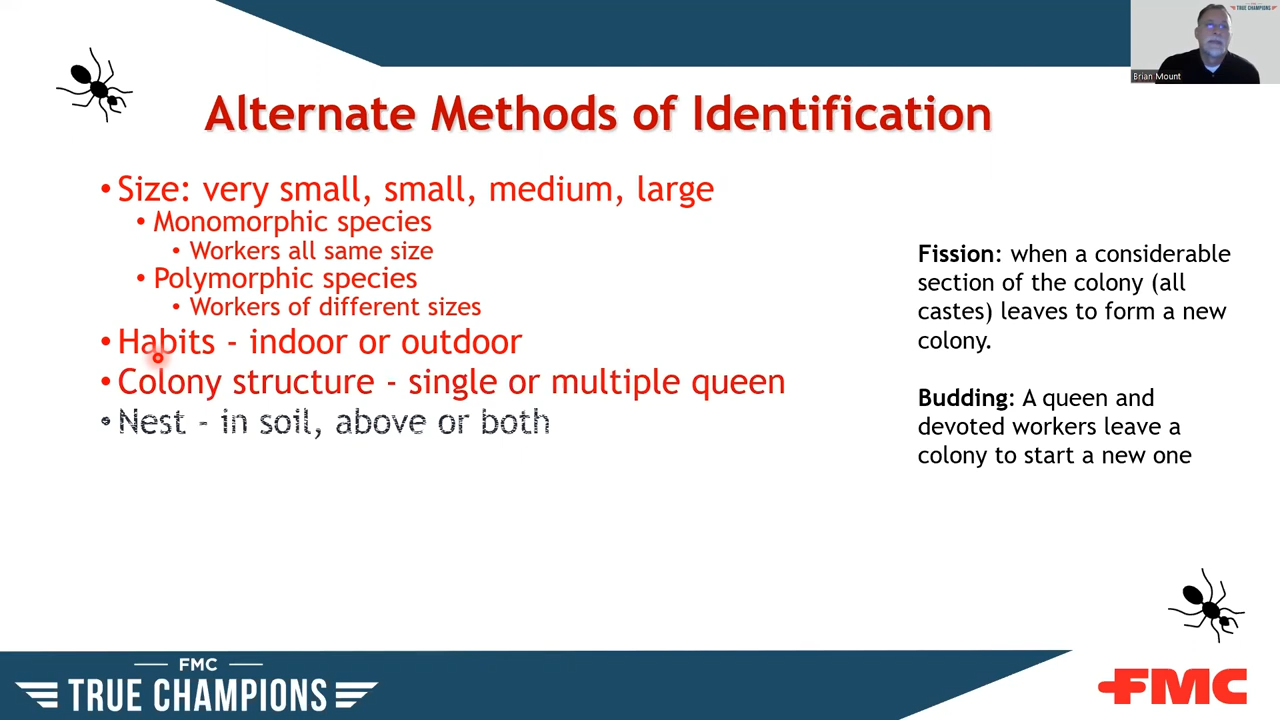 TRUE CHAMPIONS
Brian Mount
Alternate Methods of Identification
• Size: very small, small, medium, large
• Monomorphic species
• Workers all same size
• Polymorphic species
• Workers of different sizes
• Habits - indoor or outdoor
• Colony structure - single or multiple queen
• Nest - in soil, above or both
Fission: when a considerable
section of the colony (all
castes) leaves to form a new
colony.
Budding: A queen and
devoted workers leave a
colony to start a new one
FMC
TRUE CHAMPIONS
FMC